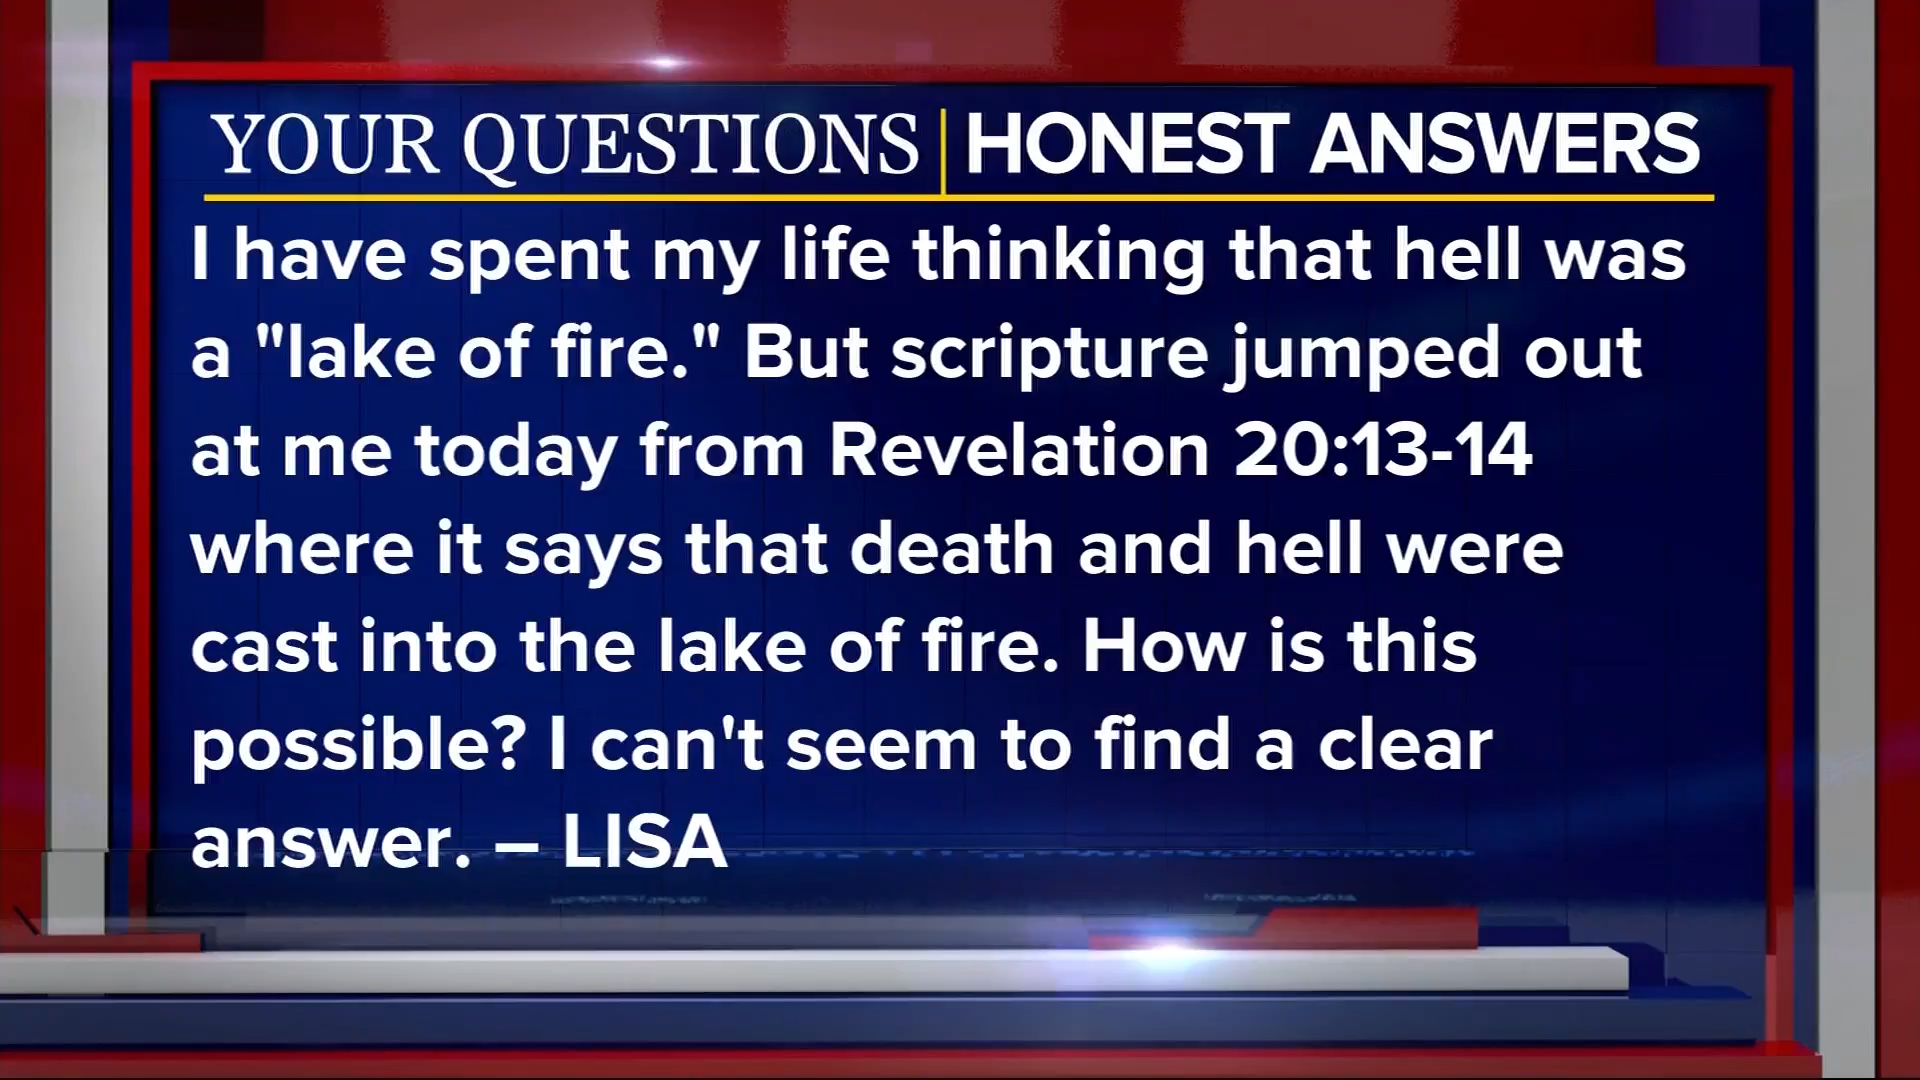 YOUR QUESTIONS | HONEST ANSWERS
I have spent my life thinking that hell was
a "lake of fire." But scripture jumped out
at me today from Revelation 20:13-14
where it says that death and hell were
cast into the lake of fire. How is this
possible? I can't seem to find a clear
answer. – LISA